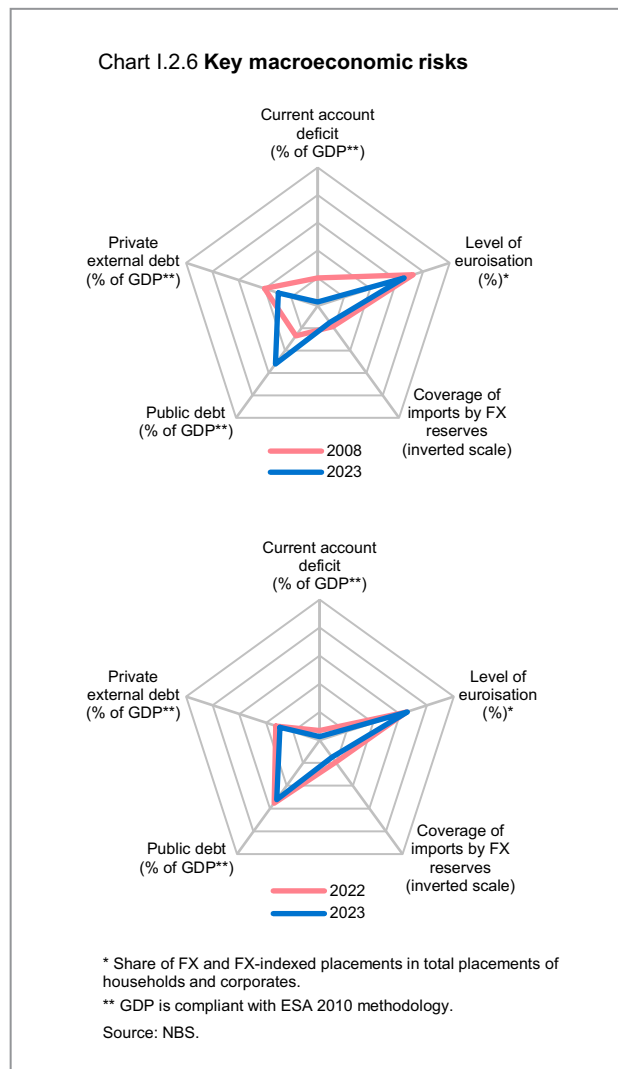 Chart I.2.6 Key macroeconomic risks
Current account
deficit
(% of GDP**)
Private
external debt
(% of GDP**)
Level of
euroisation
(%)*
Public debt
(% of GDP**)
Coverage of
imports by FX
reserves
(inverted scale)
2008
2023
Current account
deficit
(% of GDP**)
Private
external debt
(% of GDP**)
Level of
euroisation
(%)*
Public debt
(% of GDP**)
Coverage of
imports by FX
reserves
(inverted scale)
2022
2023
* Share of FX and FX-indexed placements in total placements of
households and corporates.
** GDP is compliant with ESA 2010 methodology.
Source: NBS.